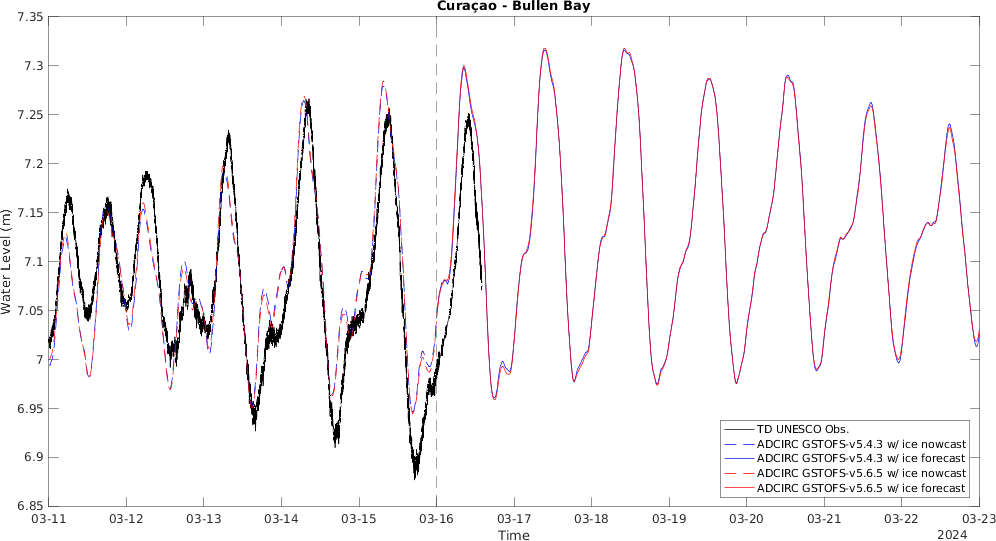 Curaçao - Bullen Bay
7.35
7.3
7.25
7.2
7.15
7.1
7.05
7
6.95
6.9
6.85
Water Level (m)
03-11 03-12 03-13 03-14 03-15 03-16 03-17 03-18 03-19 03-20 03-21 03-22 03-23
Time
2024
TD UNESCO Obs.
ADCIRC GSTOFS-v5.4.3 w/ ice nowcast
ADCIRC GSTOFS-v5.4.3 w/ ice forecast
ADCIRC GSTOFS-v5.6.5 w/ ice nowcast
ADCIRC GSTOFS-v5.6.5 w/ ice forecast